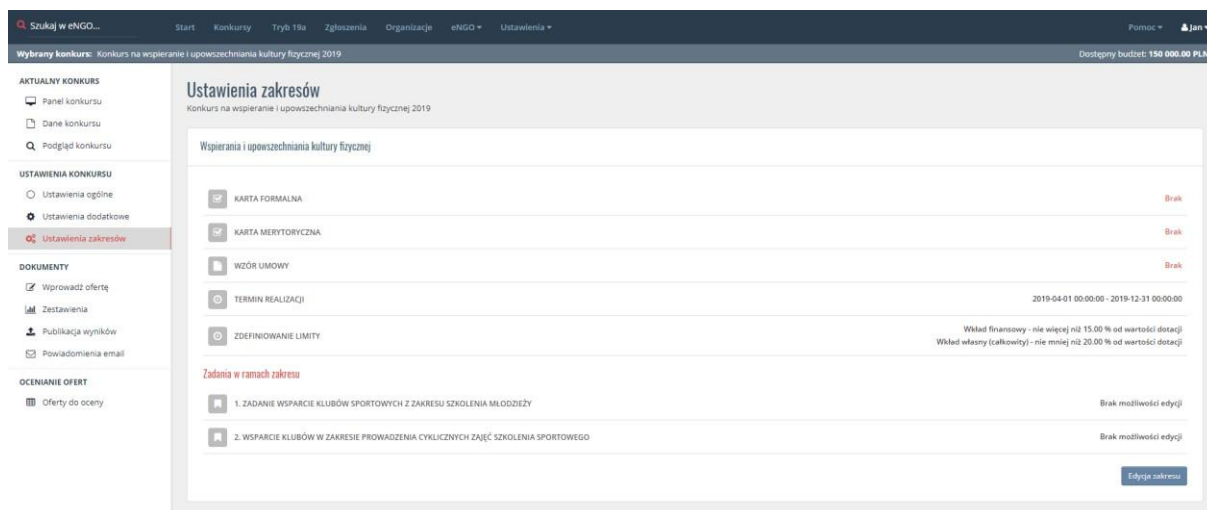 Szukaj w eNGO...
Start Konkursy Tryb 19a Zgłoszenia Organizacje eNGO Ustawienia
Pomoc Jan
Wybrany konkurs: Konkurs na wspieranie i upowszechniania kultury fizycznej 2019
Dostępny budżet: 150 000.00 PLN
AKTUALNY KONKURS
Panel konkursu
Dane konkursu
Podgląd konkursu
USTAWIENIA KONKURSU
Ustawienia ogólne
Ustawienia dodatkowe
Ustawienia zakresów
DOKUMENTY
Wprowadź ofertę
Zestawienia
Publikacja wyników
Powiadomienia email
OCENIANIE OFERT
Oferty do oceny
Ustawienia zakresów
Konkurs na wspieranie i upowszechniania kultury fizycznej 2019
Wspierania i upowszechniania kultury fizycznej
KARTA FORMALNA Brak
KARTA MERYTORYCZNA Brak
WZÓR UMOWY Brak
TERMIN REALIZACJI 2019-04-01 00:00:00 - 2019-12-31 00:00:00
ZDEFINIOWANIE LIMITY
Wkład finansowy - nie więcej niż 15.00 % od wartości dotacji
Wkład własny (całkowity) - nie mniej niż 20.00 % od wartości dotacji
Zadania w ramach zakresu
1. ZADANIE WSPARCIE KLUBÓW SPORTOWYCH Z ZAKRESU SZKOLENIA MŁODZIEŻY Brak możliwości edycji
2. WSPARCIE KLUBÓW W ZAKRESIE PROWADZENIA CYKLICZNYCH ZAJĘĆ SZKOLENIA SPORTOWEGO Brak możliwości edycji
Edycja zakresu